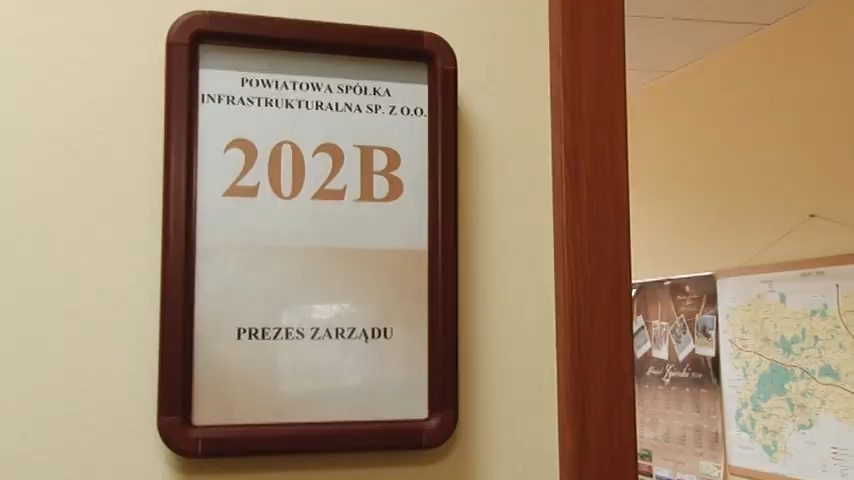 POWIATOWA SPÓŁKA
INFRASTRUKTURALNA SP. Z O.O.
202B
PREZES ZARZĄDU